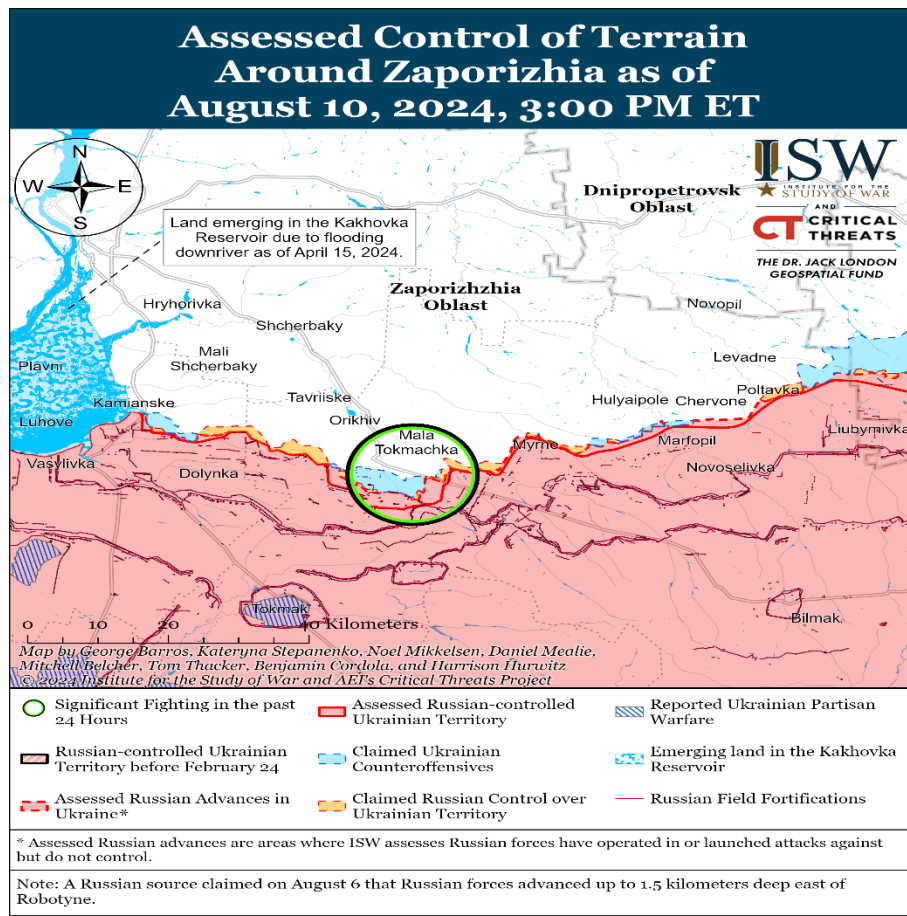 Assessed Control of Terrain
Around Zaporizhia as of
August 10, 2024, 3:00 PM ET
N
W E
S
ISW
INSTITUTE FOR THE
STUDY OF WAR
AND
CT CRITICAL
THREATS
THE DR. JACK LONDON
GEOSPATIAL FUND
Land emerging in the Kakhovka
Reservoir due to flooding
downriver as of April 15, 2024.
Dnipropetrovsk
Oblast
Zaporizhzhia
Oblast
Hryhorivka
Novopil
Shcherbaky
Mali
Shcherbaky
Levadne
Plavni
Tavriiske
Poltavka
Kamianske
Hulyaipole
Chervone
Luhove
Orikhiv
Mala
Tokmachka
Myrne
Marfopil
Liubymivka
Vasylivka
Dolynka
Novoselivka
Tokmak
Bilmak
0 10 20 40 Kilometers
Map by George Barros, Kateryna Stepanenko, Noel Mikkelsen, Daniel Mealie,
Mitchell Belcher, Tom Thacker, Benjamin Cordola, and Harrison Hurwitz
© 2024 Institute for the Study of War and AEI's Critical Threats Project
Significant Fighting in the past
24 Hours
Assessed Russian-controlled
Ukrainian Territory
Reported Ukrainian Partisan
Warfare
Russian-controlled Ukrainian
Territory before February 24
Claimed Ukrainian
Counteroffensives
Emerging land in the Kakhovka
Reservoir
Assessed Russian Advances in
Ukraine*
Claimed Russian Control over
Ukrainian Territory
Russian Field Fortifications
* Assessed Russian advances are areas where ISW assesses Russian forces have operated in or launched attacks against
but do not control.
Note: A Russian source claimed on August 6 that Russian forces advanced up to 1.5 kilometers deep east of
Robotyne.